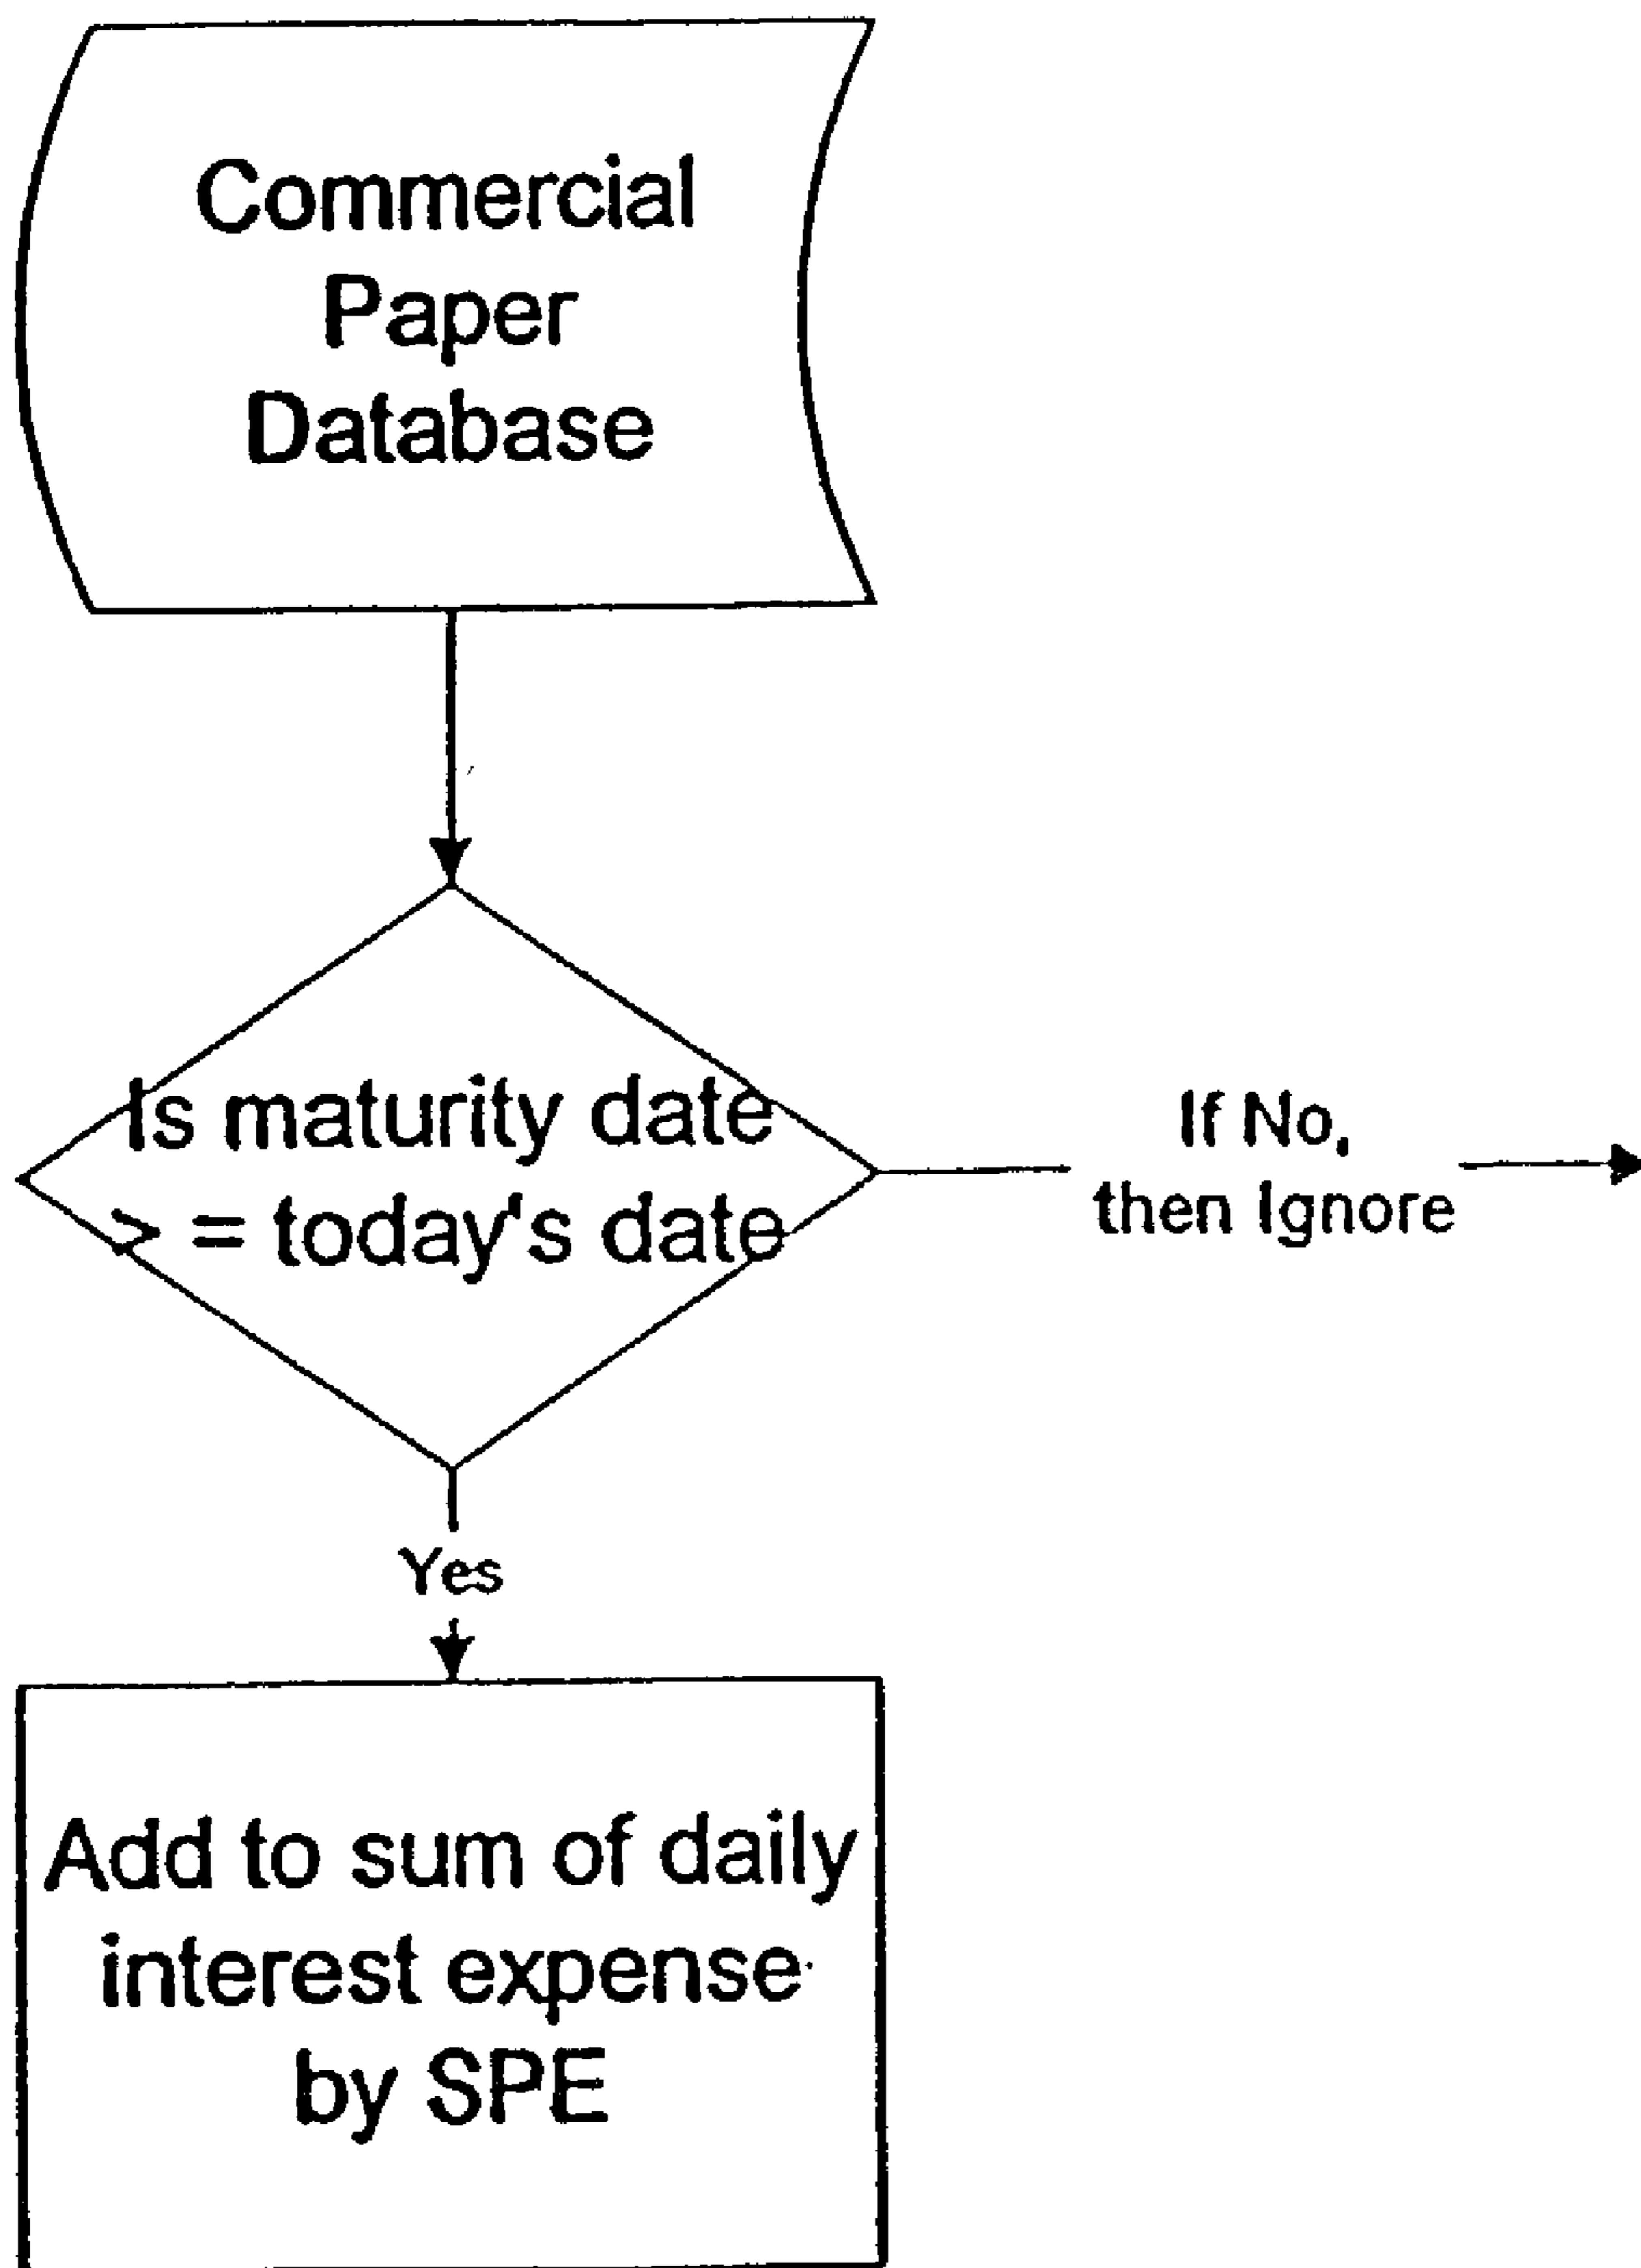 Commercial
Paper
Database
Is maturity date
> = today's date
If No,
then Ignore
Yes
Add to sum of daily
interest expense
by SPE